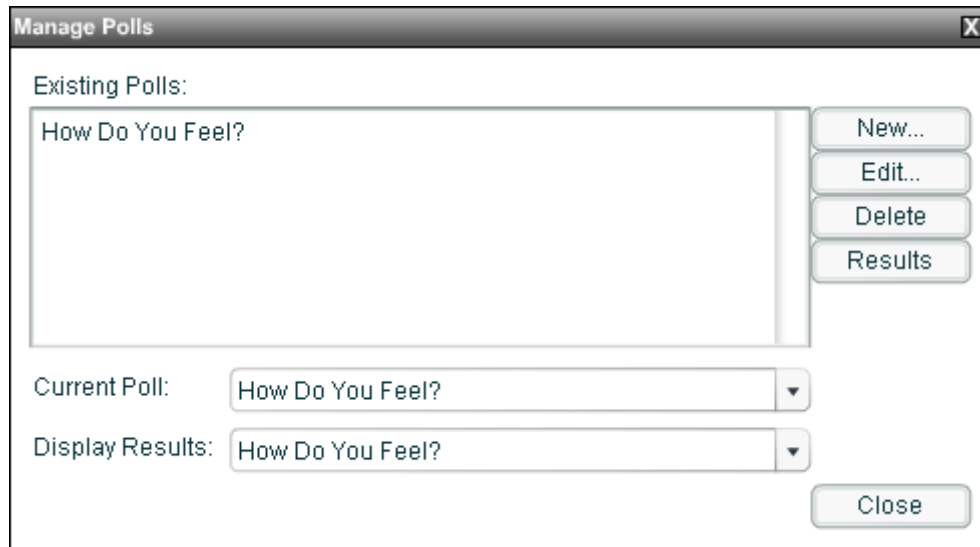 Manage Polls X
Existing Polls:
How Do You Feel?
New...
Edit...
Delete
Results
Current Poll: How Do You Feel?
Display Results: How Do You Feel?
Close